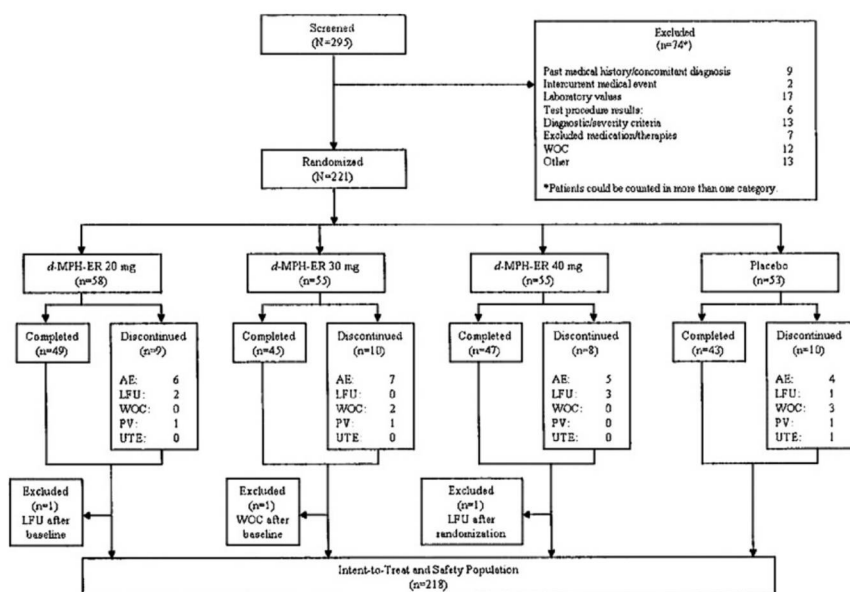 Screened
(N=295)
Excluded
(n=74*)
Past medical history/concomitant diagnosis 9
Intercurrent medical event 2
Laboratory values 17
Test procedure results: 6
Diagnostic/severity criteria 13
Excluded medication/therapies 7
WOC 12
Other 13
*Patients could be counted in more than one category.
Randomized
(N=221)
d-MPH-ER 20 mg
(n=58)
d-MPH-ER 30 mg
(n=55)
d-MPH-ER 40 mg
(n=55)
Placebo
(n=53)
Completed
(n=49)
Discontinued
(n=9)
AE: 6
LFU: 2
WOC: 0
PV: 1
UTE: 0
Completed
(n=45)
Discontinued
(n=10)
AE: 7
LFU: 0
WOC: 2
PV: 1
UTE: 0
Completed
(n=47)
Discontinued
(n=8)
AE: 5
LFU: 3
WOC: 0
PV: 0
UTE: 0
Completed
(n=43)
Discontinued
(n=10)
AE: 4
LFU: 1
WOC: 3
PV: 1
UTE: 1
Excluded
(n=1)
LFU after
baseline
Excluded
(n=1)
WOC after
baseline
Excluded
(n=1)
LFU after
randomization
Intent-to-Treat and Safety Population
(n=218)